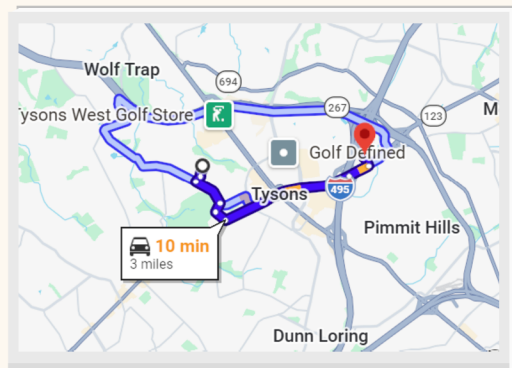 Wolf Trap
694
Tysons West Golf Store
267
123
M
Golf Defined
495
Tysons
Pimmit Hills
10 min
3 miles
Dunn Loring